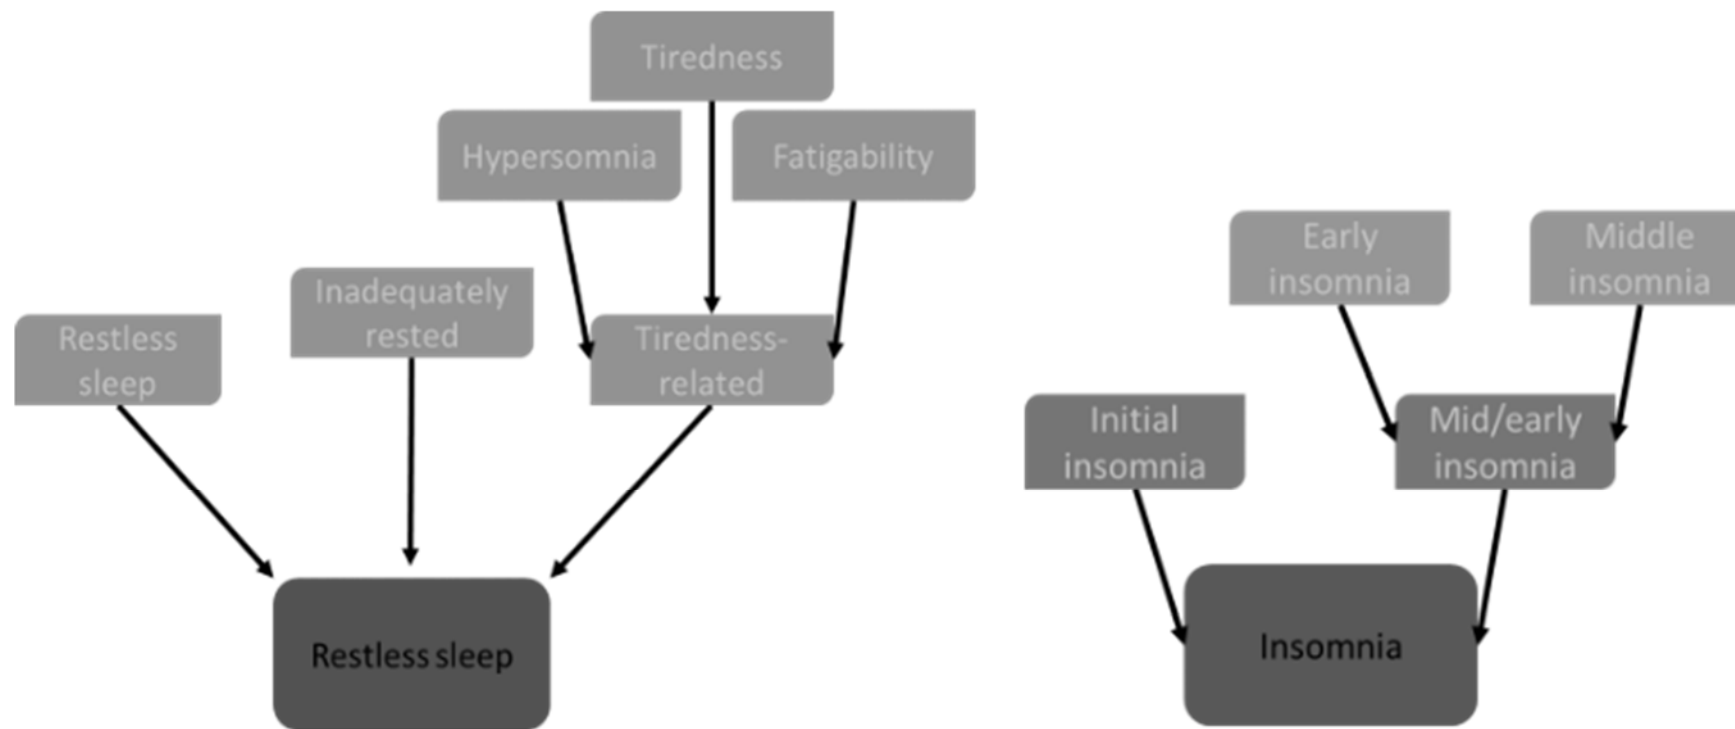 Tiredness
Hypersomnia
Fatigability
Inadequately
rested
Restless
sleep
Tiredness-
related
Restless sleep
Early
insomnia
Middle
insomnia
Initial
insomnia
Mid/early
insomnia
Insomnia